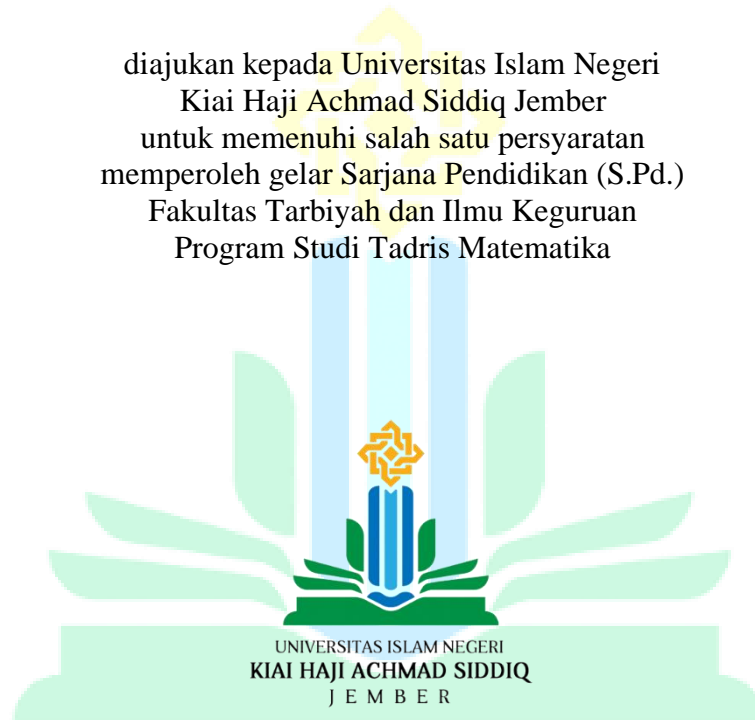 diajukan kepada Universitas Islam Negeri
Kiai Haji Achmad Siddiq Jember
untuk memenuhi salah satu persyaratan
memperoleh gelar Sarjana Pendidikan (S.Pd.)
Fakultas Tarbiyah dan Ilmu Keguruan
Program Studi Tadris Matematika
UNIVERSITAS ISLAM NEGERI
KIAI HAJI ACHMAD SIDDIQ
JEMBER